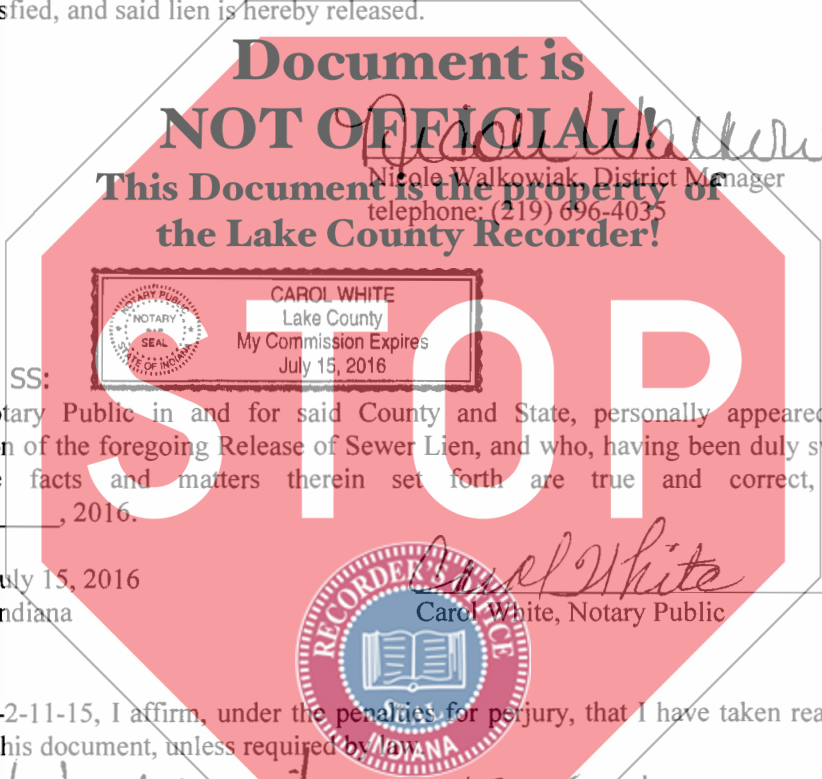 sfied, and said lien is hereby released.
Document is
NOT OFFICIAL!
Nicole Walkowi
Nicole Walkowiak, District Manager
This Document is the property of
telephone: (219) 696-4035
the Lake County Recorder!
CAROL WHITE
Lake County
My Commission Expires
July 15, 2016
NOTARY PUBLIC
NOTARY
SEAL
STATE OF INDIANA
STOP
SS:
otary Public in and for said County and State, personally appeared
n of the foregoing Release of Sewer Lien, and who, having been duly s
e facts and matters therein set forth are true and correct,
, 2016.
uly 15, 2016
Carol White
ndiana
Carol White, Notary Public
RECORDER'S OFFICE
SEAL
INDIANA
-2-11-15, I affirm, under the penalties for perjury, that I have taken rea
his document, unless required by law.